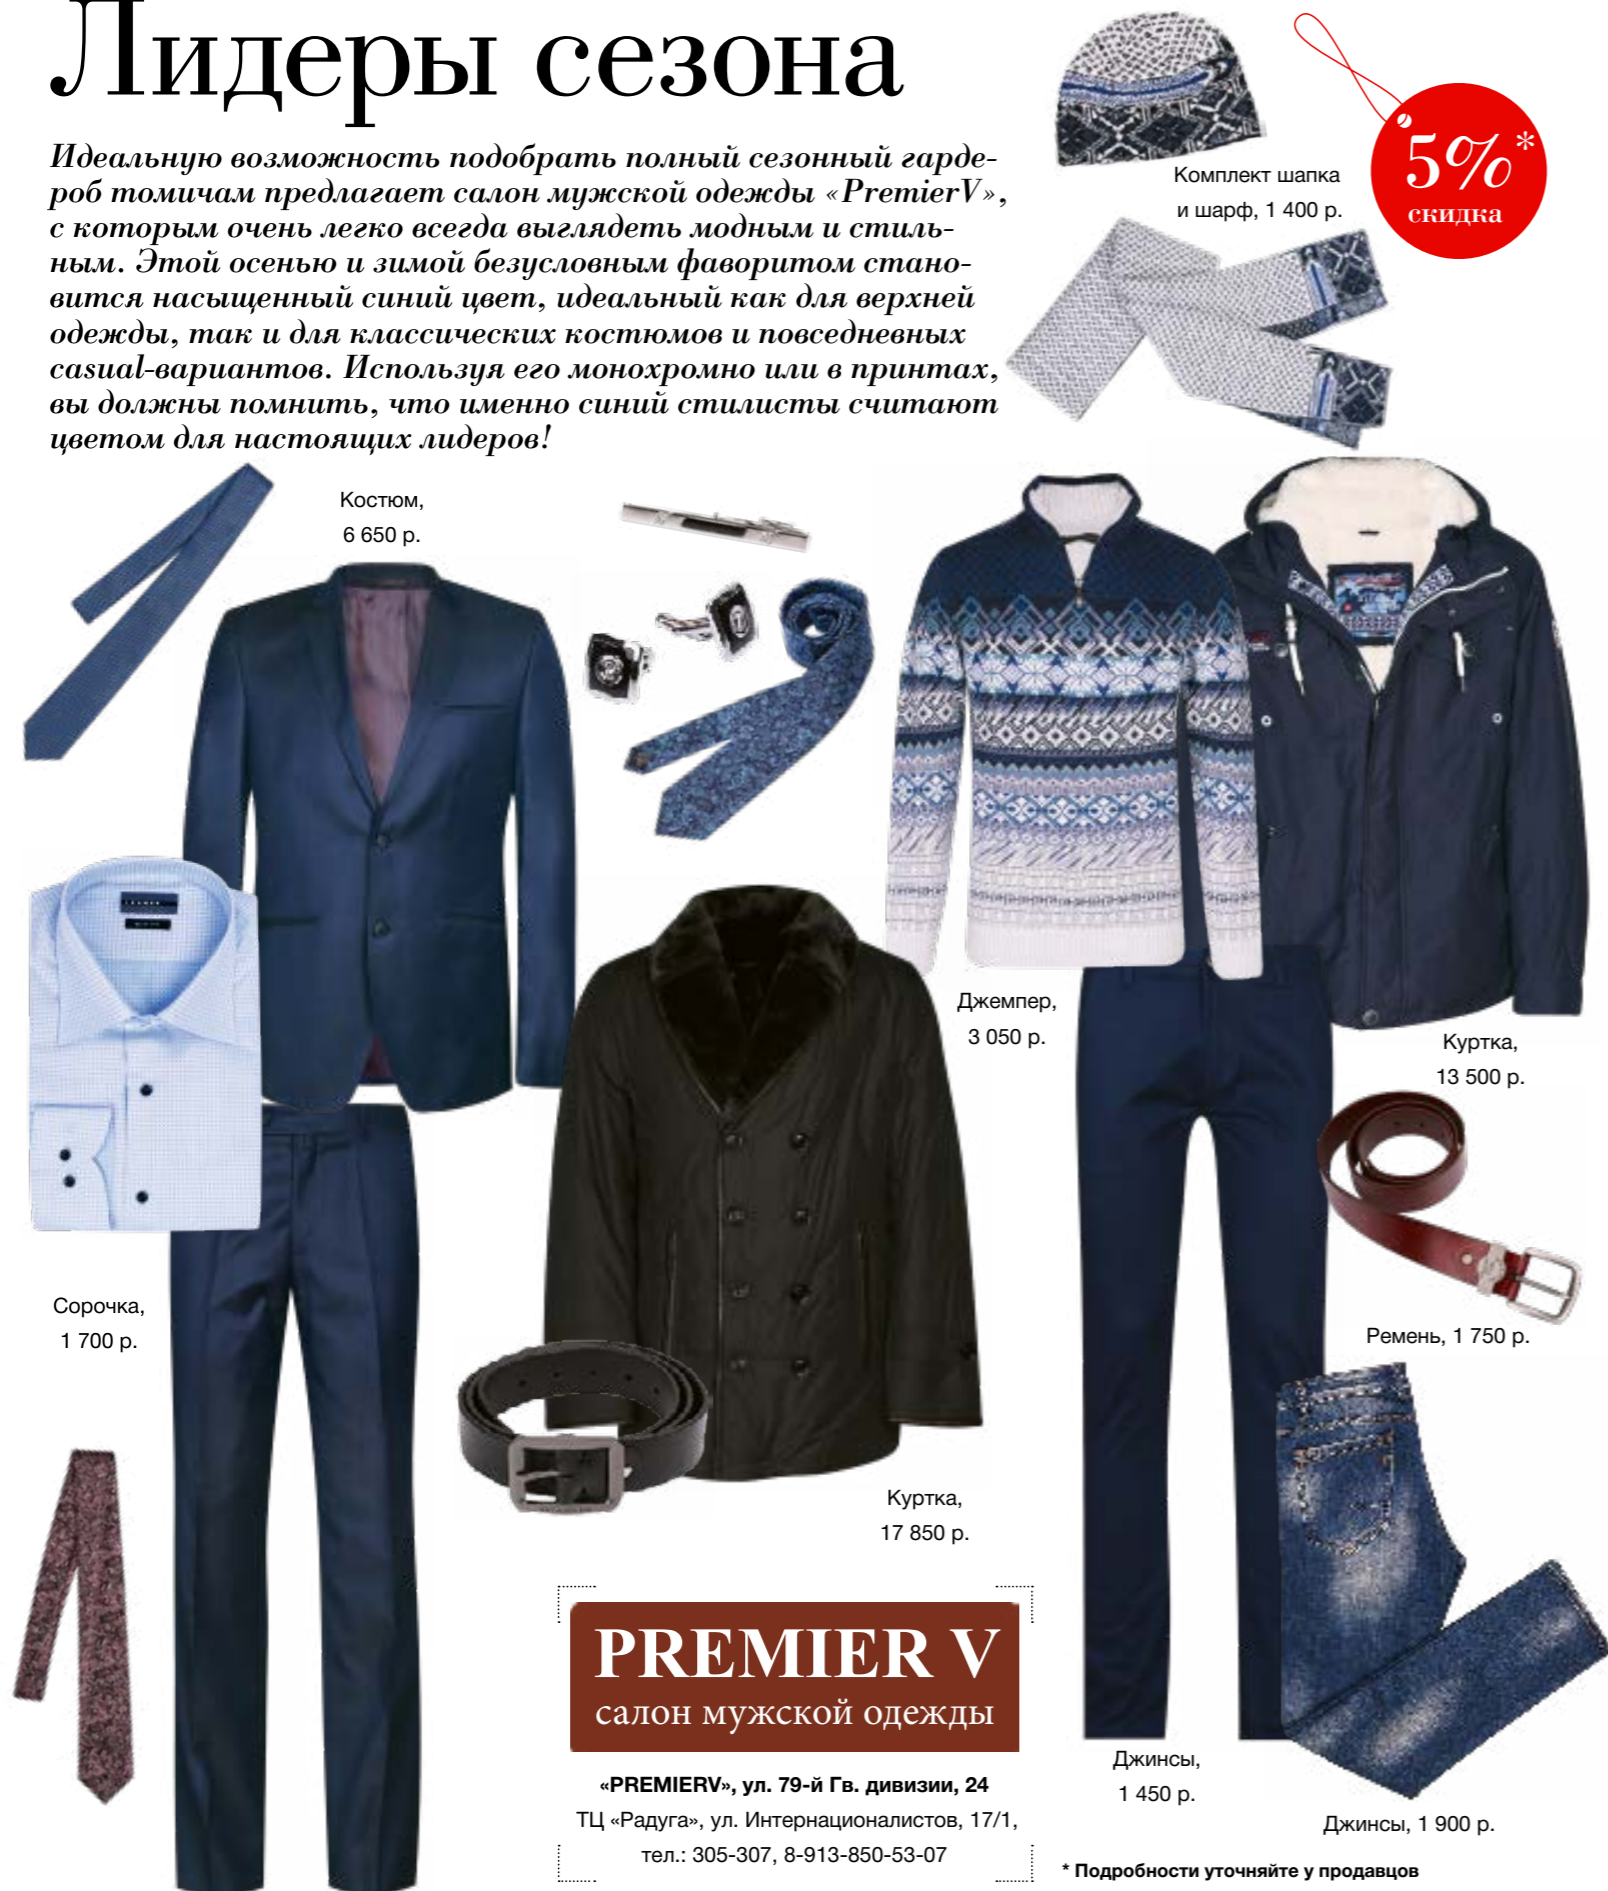 Лидеры сезона
Идеальную возможность подобрать полный сезонный гарде-
роб томичам предлагает салон мужской одежды «PremierV»,
с которым очень легко всегда выглядеть модным и стиль-
ным. Этой осенью и зимой безусловным фаворитом стано-
вится насыщенный синий цвет, идеальный как для верхней
одежды, так и для классических костюмов и повседневных
casual-вариантов. Используя его монохромно или в принтах,
вы должны помнить, что именно синий стилисты считают
цветом для настоящих лидеров!
Комплект шапка
и шарф, 1 400 р.
5%*
скидка
Костюм,
6 650 р.
Джемпер,
3 050 р.
Куртка,
13 500 р.
Сорочка,
1 700 р.
Ремень, 1 750 р.
Куртка,
17 850 р.
PREMIER V
салон мужской одежды
«PREMIERV», ул. 79-й Гв. дивизии, 24
ТЦ «Радуга», ул. Интернационалистов, 17/1,
тел.: 305-307, 8-913-850-53-07
Джинсы,
1 450 р.
Джинсы, 1 900 р.
* Подробности уточняйте у продавцов